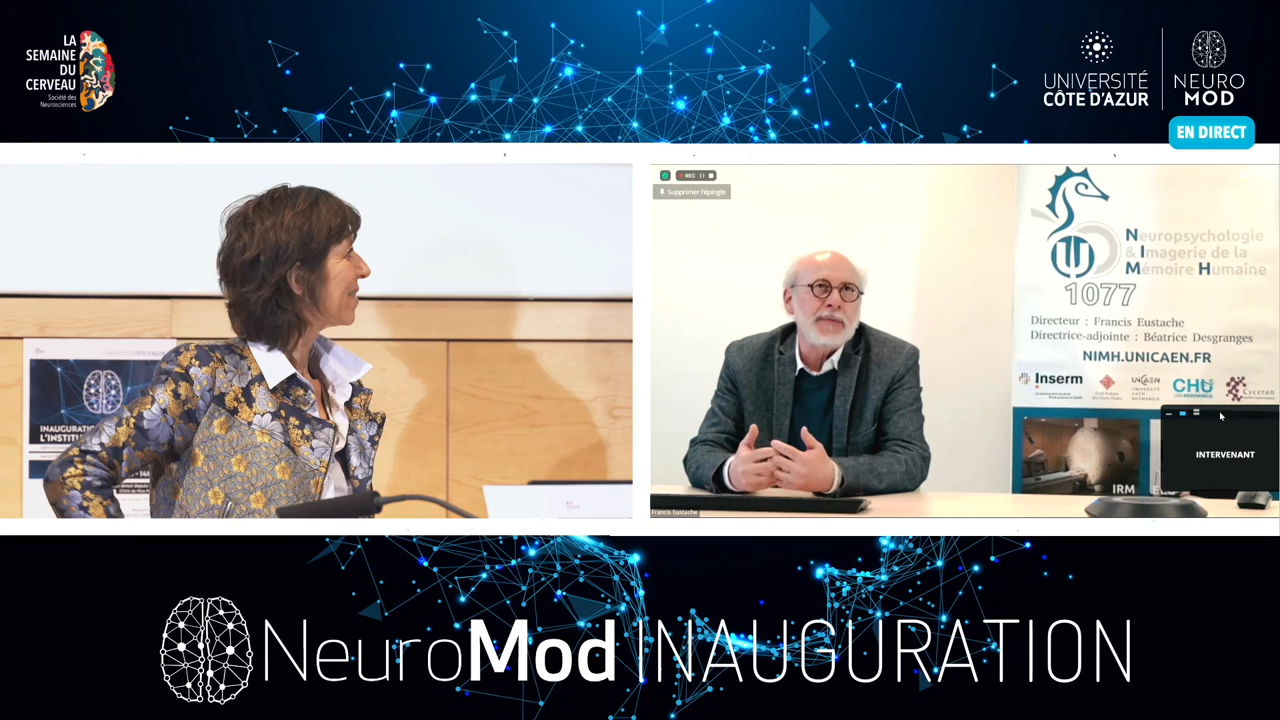 LA
SEMAINE
DU
CERVEAU
Société des
Neurosciences
UNIVERSITÉ
CÔTE D'AZUR
NEURO
MOD
EN DIRECT
REC
Supprimer l'épingle
INAUGURATION
L'INSTITU
Francis Eustache
Neuropsychologie
& Imagerie de la
Mémoire Humaine
1077
Directeur : Francis Eustache
Directrice-adjointe : Béatrice Desgranges
NIMH.UNICAEN.FR
Inserm
UNICAEN
CHU
Cyceron
IRM
INTERVENANT
NeuroMod INAUGURATION